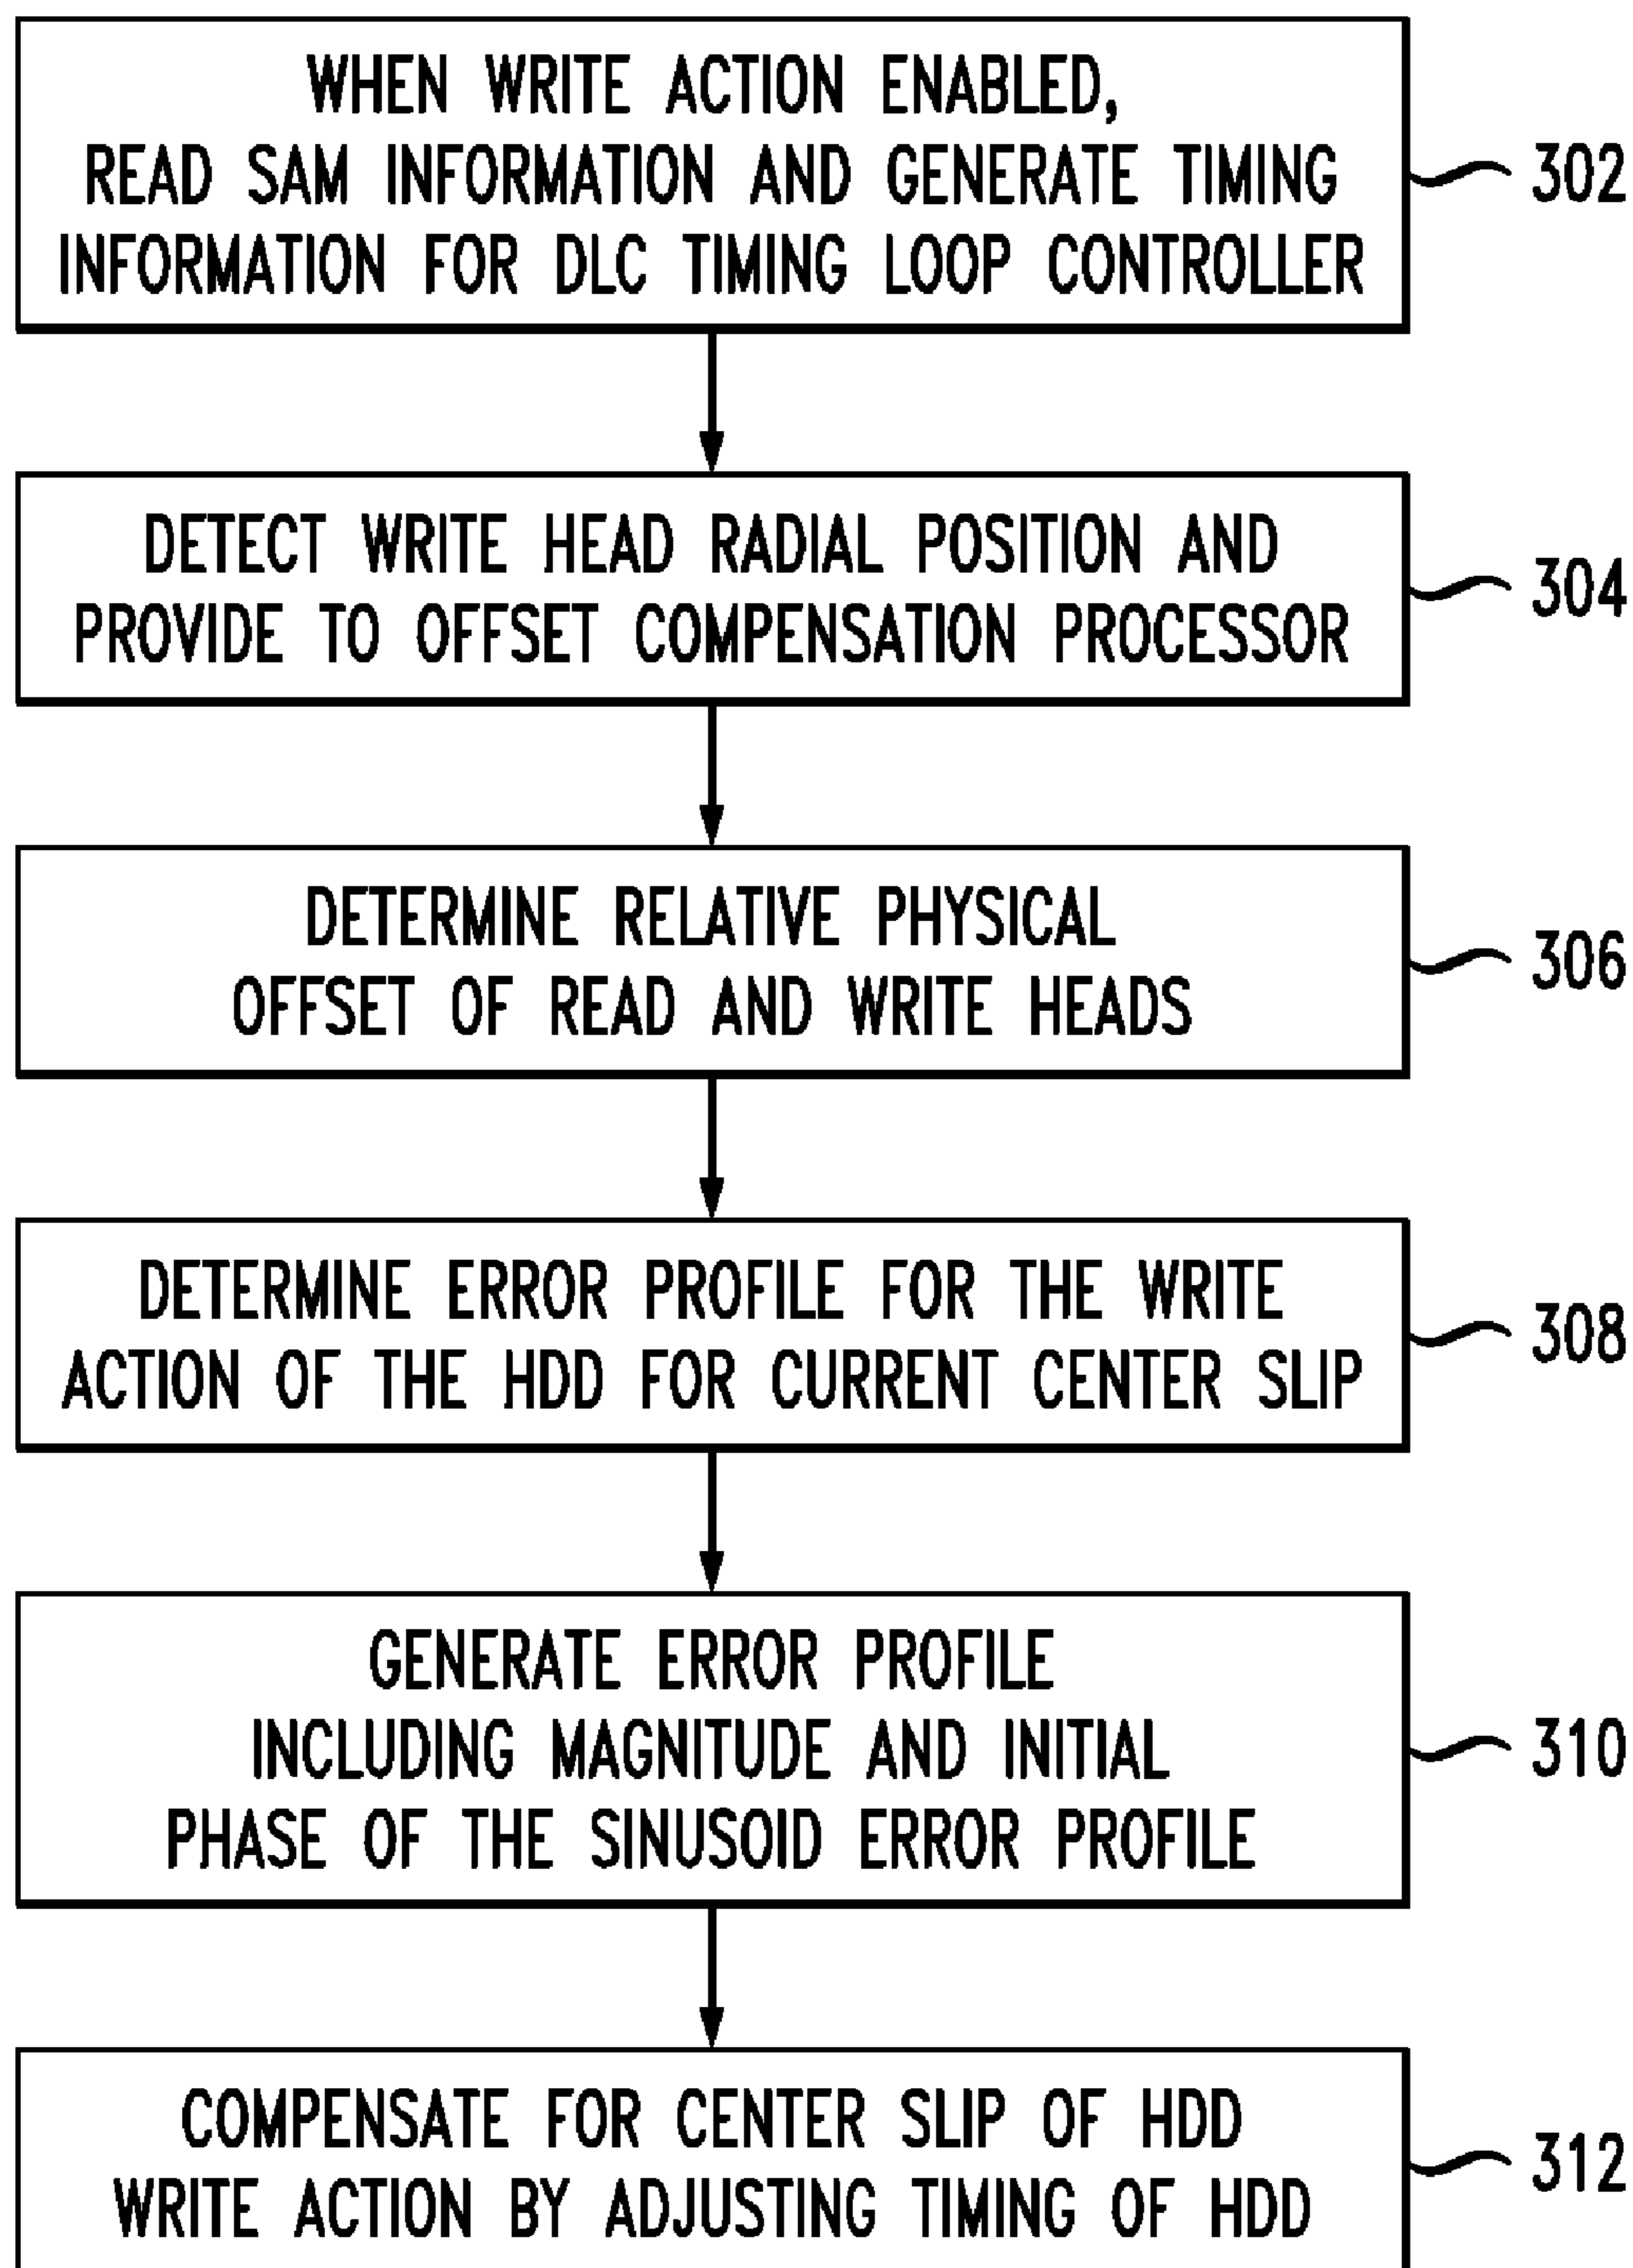 WHEN WRITE ACTION ENABLED,
READ SAM INFORMATION AND GENERATE TIMING
INFORMATION FOR DLC TIMING LOOP CONTROLLER
302
DETECT WRITE HEAD RADIAL POSITION AND
PROVIDE TO OFFSET COMPENSATION PROCESSOR
304
DETERMINE RELATIVE PHYSICAL
OFFSET OF READ AND WRITE HEADS
306
DETERMINE ERROR PROFILE FOR THE WRITE
ACTION OF THE HDD FOR CURRENT CENTER SLIP
308
GENERATE ERROR PROFILE
INCLUDING MAGNITUDE AND INITIAL
PHASE OF THE SINUSOID ERROR PROFILE
310
COMPENSATE FOR CENTER SLIP OF HDD
WRITE ACTION BY ADJUSTING TIMING OF HDD
312